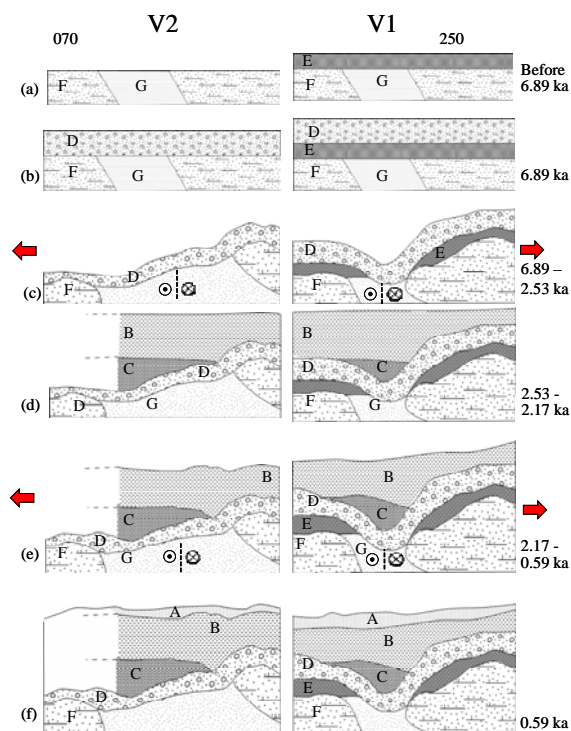 V2 V1
070 250
E
F G F G Before
(a) 6.89 ka
D D
E
F G F G
(b) 6.89 ka
D D E
F F 6.89 –
(c) 2.53 ka
B B
C D D C
D G F G 2.53 -
(d) 2.17 ka
B B
C D C
D E
F G F G 2.17 -
(e) 0.59 ka
A A
B B
C D C
D E
F F
(f) 0.59 ka